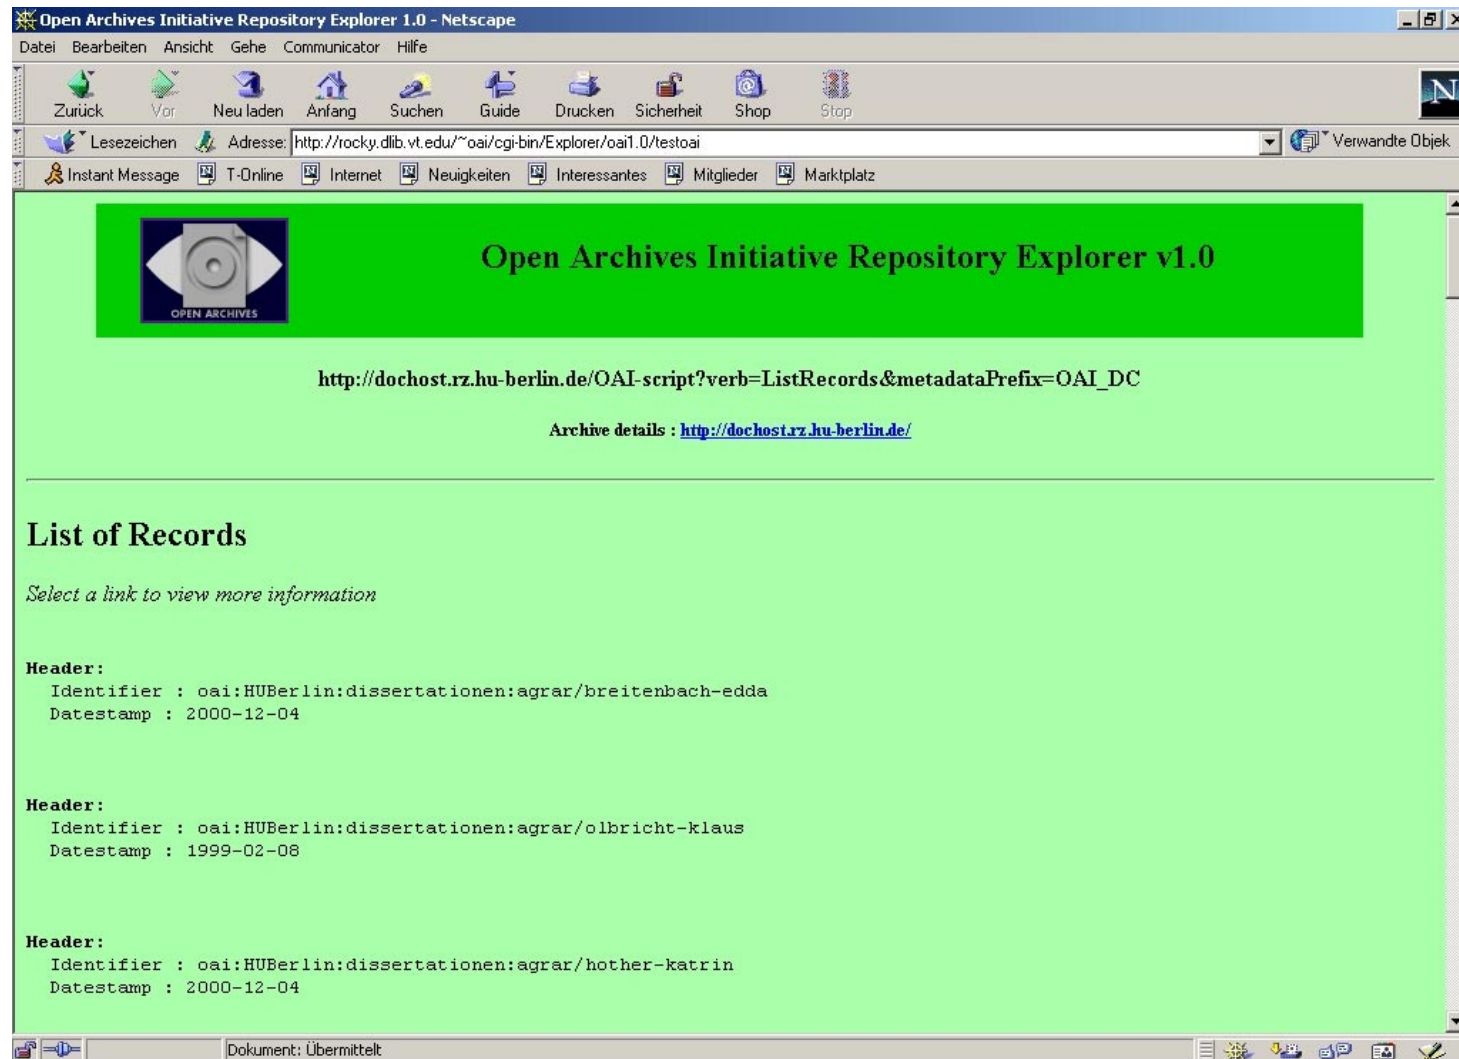 Open Archives Initiative Repository Explorer 1.0 - Netscape
Datei Bearbeiten Ansicht Gehe Communicator Hilfe
Zurück Vor Neu laden Anfang Suchen Guide Drucken Sicherheit Shop Stop
Lesezeichen Adresse: http://rocky.dlib.vt.edu/~oai/cgi-bin/Explorer/oai1.0/testoai Verwandte Objek
Instant Message T-Online Internet Neuigkeiten Interessantes Mitglieder Marktplatz
OPEN ARCHIVES
Open Archives Initiative Repository Explorer v1.0
http://dochost.rz.hu-berlin.de/OAI-script?verb=ListRecords&metadataPrefix=OAI_DC
Archive details : http://dochost.rz.hu-berlin.de/
List of Records
Select a link to view more information
Header:
Identifier : oai:HUBerlin:dissertationen:agrar/breitenbach-edda
Datestamp : 2000-12-04
Header:
Identifier : oai:HUBerlin:dissertationen:agrar/olbricht-klaus
Datestamp : 1999-02-08
Header:
Identifier : oai:HUBerlin:dissertationen:agrar/hother-katrin
Datestamp : 2000-12-04
Dokument: Übermittelt